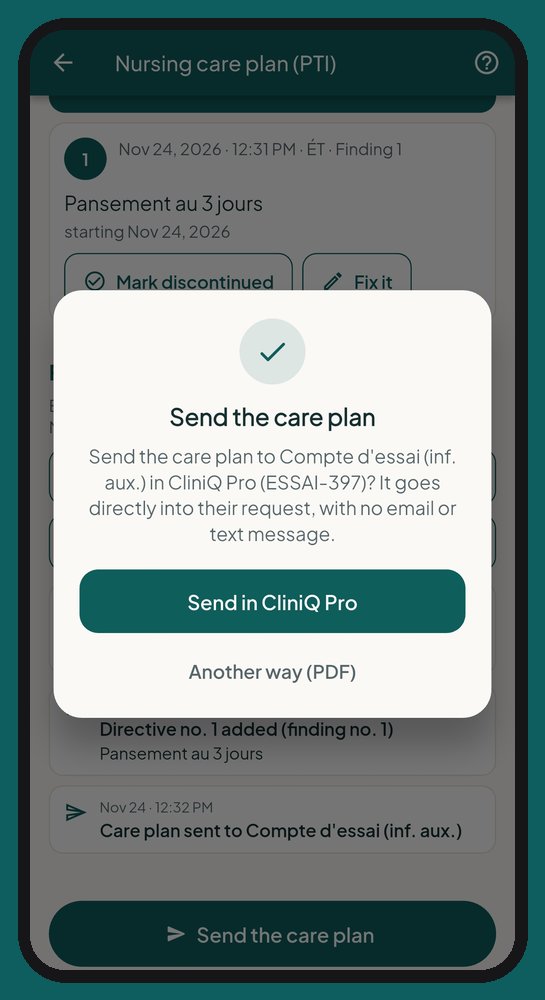 Nursing care plan (PTI)
1
Nov 24, 2026 · 12:31 PM · ÉT · Finding 1
Pansement au 3 jours
starting Nov 24, 2026
Mark discontinued
Fix it
Send the care plan
Send the care plan to Compte d'essai (inf.
aux.) in CliniQ Pro (ESSAI-397)? It goes
directly into their request, with no email or
text message.
Send in CliniQ Pro
Another way (PDF)
Directive no. 1 added (finding no. 1)
Pansement au 3 jours
Nov 24 · 12:32 PM
Care plan sent to Compte d'essai (inf. aux.)
Send the care plan